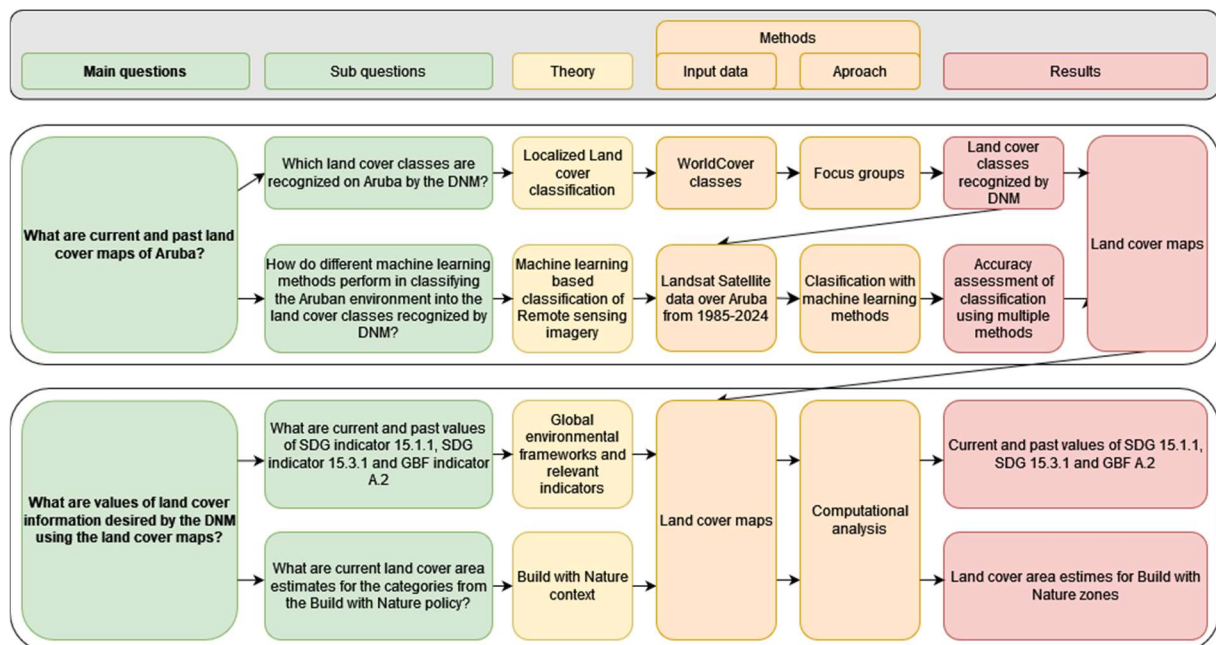 Methods
Main questions
Sub questions
Theory
Input data
Aproach
Results
What are current and past land
cover maps of Aruba?
Which land cover classes are
recognized on Aruba by the DNM?
Localized Land
cover
classification
WorldCover
classes
Focus groups
Land cover
classes
recognized by
DNM
Land cover maps
How do different machine learning
methods perform in classifying
the Aruban environment into the
land cover classes recognized by
DNM?
Machine learning
based
classification of
Remote sensing
imagery
Landsat Satellite
data over Aruba
from 1985-2024
Clasification with
machine learning
methods
Accuracy
assessment of
classification
using multiple
methods
What are values of land cover
information desired by the DNM
using the land cover maps?
What are current and past values
of SDG indicator 15.1.1, SDG
indicator 15.3.1 and GBF indicator
A.2
Global
environmental
frameworks and
relevant
indicators
Land cover maps
Computational
analysis
Current and past values of SDG 15.1.1,
SDG 15.3.1 and GBF A.2
What are current land cover area
estimates for the categories from
the Build with Nature policy?
Build with Nature
context
Land cover area estimes for Build with
Nature zones